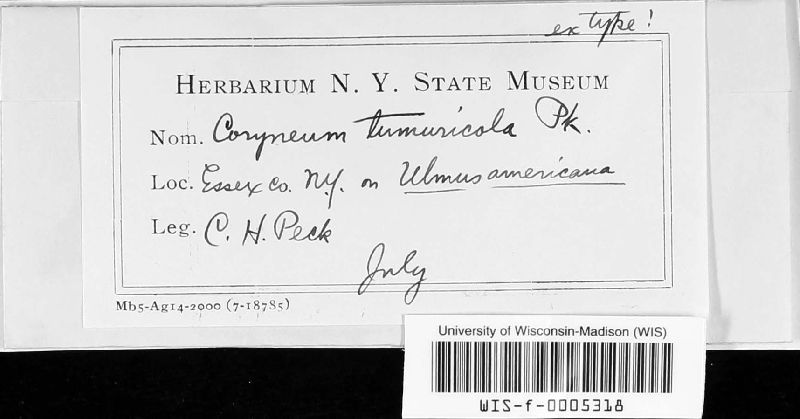 ex type!
HERBARIUM N. Y. STATE MUSEUM
Nom. Coryneum tumuricola Pk.
Loc. Essex co. N.Y. on Ulmus americana
Leg. C. H. Peck
July
Mb5-Ag14-2000 (7-18785)
University of Wisconsin-Madison (WIS)
WIS-f-0005318